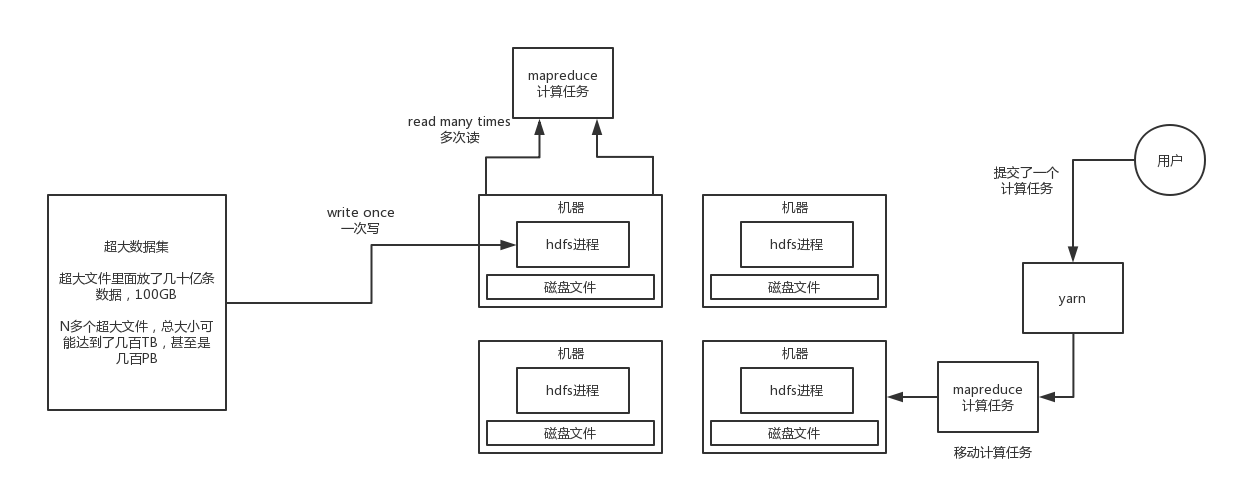 mapreduce
计算任务
read many times
多次读
用户
提交了一个
计算任务
超大数据集
超大文件里面放了几十亿条
数据，100GB
N多个超大文件，总大小可
能达到了几百TB，甚至是
几百PB
write once
一次写
机器
hdfs进程
磁盘文件
机器
hdfs进程
磁盘文件
yarn
机器
hdfs进程
磁盘文件
机器
hdfs进程
磁盘文件
mapreduce
计算任务
移动计算任务